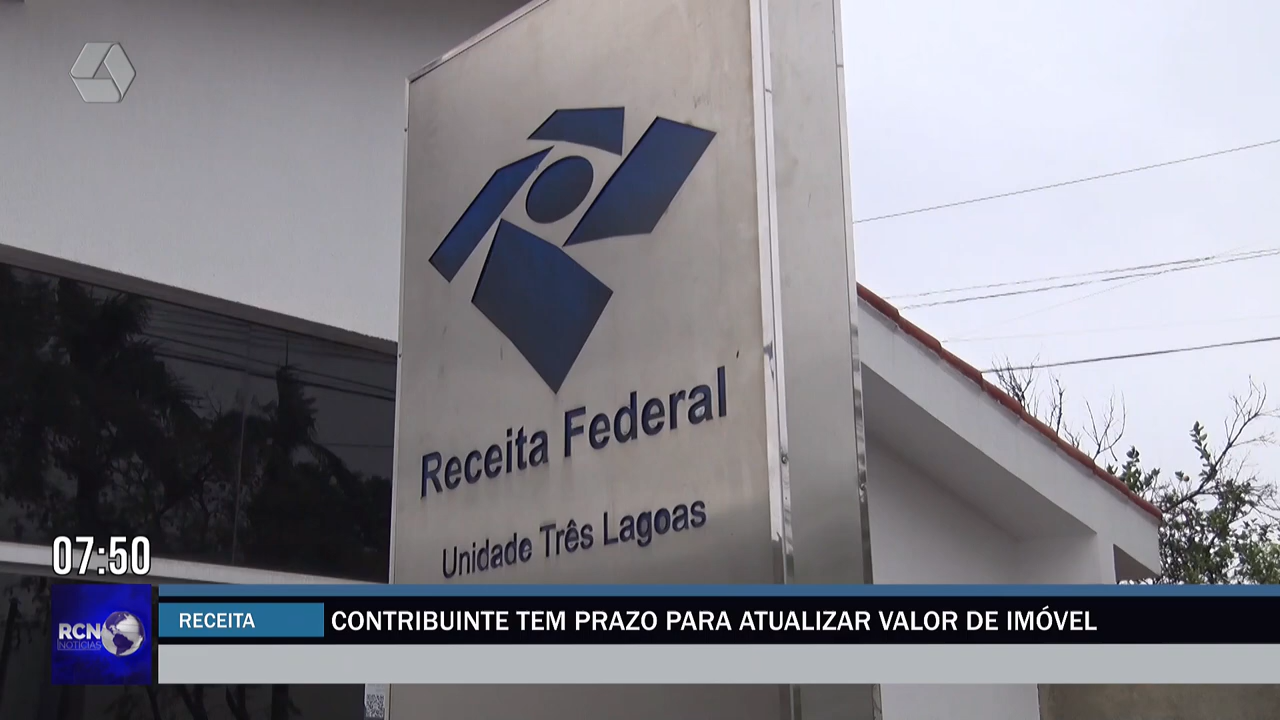 Receita Federal
Unidade Três Lagoas
07:50
RCN
NOTÍCIAS
RECEITA
CONTRIBUINTE TEM PRAZO PARA ATUALIZAR VALOR DE IMÓVEL